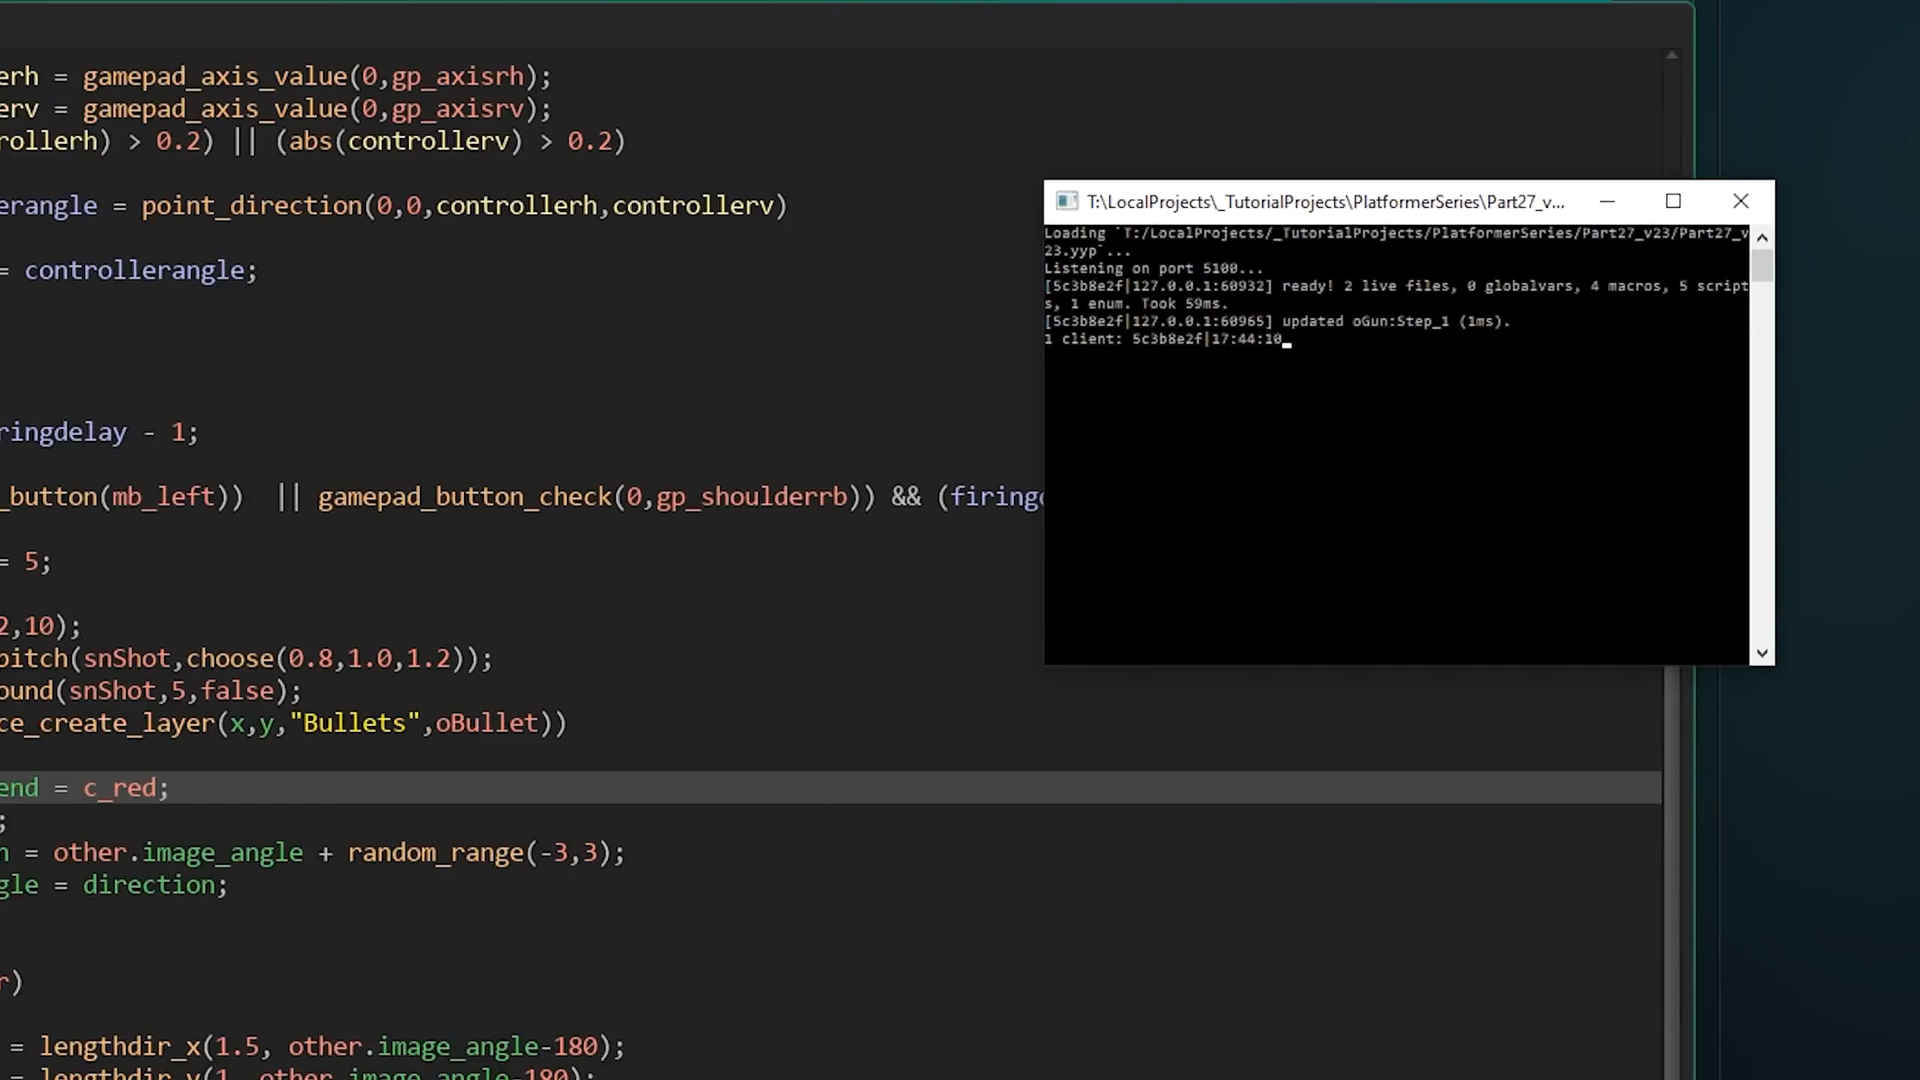 erh = gamepad_axis_value(0,gp_axisrh);
erv = gamepad_axis_value(0,gp_axisrv);
rollerh) > 0.2) || (abs(controllerv) > 0.2)
erangle = point_direction(0,0,controllerh,controllerv)
= controllerangle;
ringdelay - 1;
_button(mb_left)) || gamepad_button_check(0,gp_shoulderrb)) && (firing
= 5;
2,10);
pitch(snShot,choose(0.8,1.0,1.2));
ound(snShot,5,false);
ce_create_layer(x,y,"Bullets",oBullet))
end = c_red;
;
= other.image_angle + random_range(-3,3);
gle = direction;
r)
= lengthdir_x(1.5, other.image_angle-180);
= lengthdir_y(1, other.image_angle-180);
T:\LocalProjects\_TutorialProjects\PlatformerSeries\Part27_v...
Loading `T:/LocalProjects/_TutorialProjects/PlatformerSeries/Part27_v23/Part27_v
23.yyp`...
Listening on port 5100...
[5c3b8e2f|127.0.0.1:60932] ready! 2 live files, 0 globalvars, 4 macros, 5 script
s, 1 enum. Took 59ms.
[5c3b8e2f|127.0.0.1:60965] updated oGun:Step_1 (1ms).
1 client: 5c3b8e2f|17:44:10